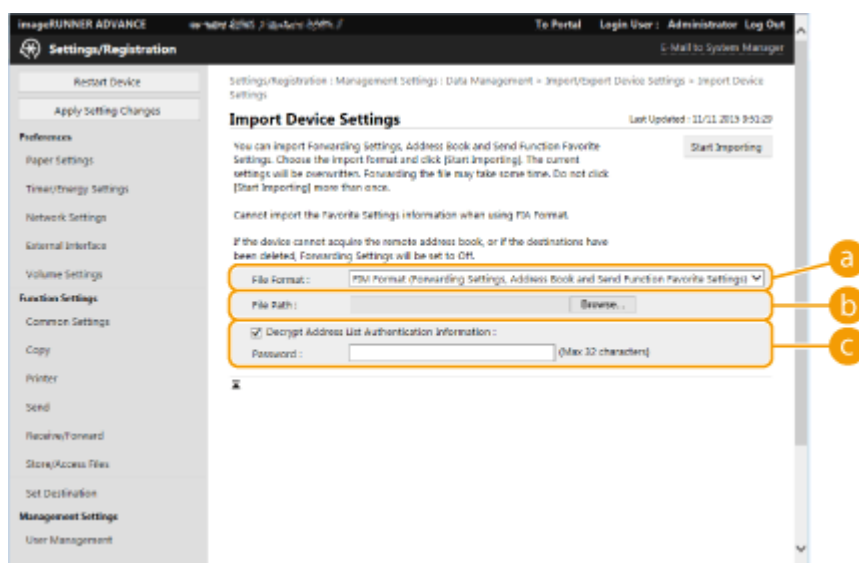 imageRUNNER ADVANCE
To Portal Login User : Administrator Log Out
Settings/Registration
E-Mail to System Manager
Restart Device
Apply Setting Changes
Preferences
Paper Settings
Timer/Energy Settings
Network Settings
External Interface
Volume Settings
Function Settings
Common Settings
Copy
Printer
Send
Receive/Forward
Store/Access Files
Set Destination
Management Settings
User Management
Settings/Registration : Management Settings : Data Management > Import/Export Device Settings > Import Device
Settings
Import Device Settings
Last Updated : 11/11 2015 9:51:29
You can import Forwarding Settings, Address Book and Send Function Favorite
Settings. Choose the import format and click [Start Importing]. The current
settings will be overwritten. Forwarding the file may take some time. Do not click
[Start Importing] more than once.
Start Importing
Cannot import the Favorite Settings information when using FIA Format.
If the device cannot acquire the remote address book, or if the destinations have
been deleted, Forwarding Settings will be set to Off.
File Format : FIM Format (Forwarding Settings, Address Book and Send Function Favorite Settings)
a
File Path : Browse...
b
Decrypt Address List Authentication Information :
Password : (Max 32 characters)
c